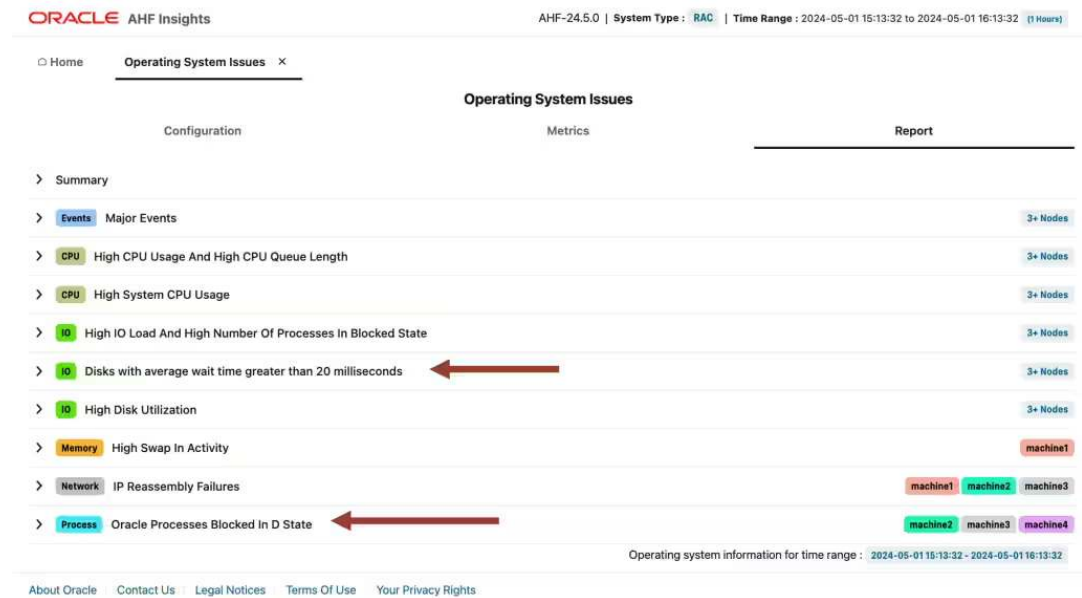 ORACLE AHF Insights AHF-24.5.0 | System Type : RAC | Time Range : 2024-05-01 15:13:32 to 2024-05-01 16:13:32 (1 Hours)
Home Operating System Issues ×
Operating System Issues
Configuration Metrics Report
Summary
Events Major Events 3+ Nodes
CPU High CPU Usage And High CPU Queue Length 3+ Nodes
CPU High System CPU Usage 3+ Nodes
IO High IO Load And High Number Of Processes In Blocked State 3+ Nodes
IO Disks with average wait time greater than 20 milliseconds 3+ Nodes
IO High Disk Utilization 3+ Nodes
Memory High Swap In Activity machine1
Network IP Reassembly Failures machine1 machine2 machine3
Process Oracle Processes Blocked In D State machine2 machine3 machine4
Operating system information for time range : 2024-05-01 15:13:32 - 2024-05-01 16:13:32
About Oracle Contact Us Legal Notices Terms Of Use Your Privacy Rights